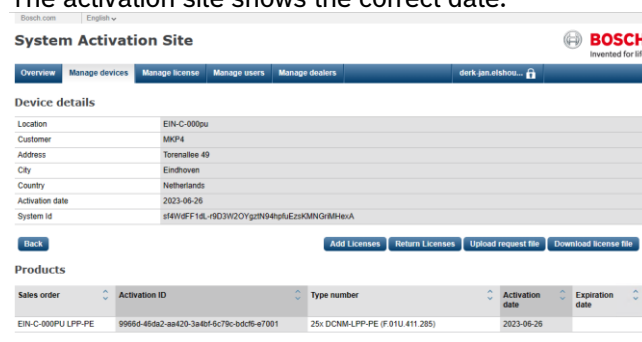 The activation site shows the correct date.
Bosch.com English
System Activation Site
BOSCH
Invented for life
Overview Manage devices Manage license Manage users Manage dealers derk-jan.elshou...
Device details
Location EIN-C-000pu
Customer MKP4
Address Torenallee 49
City Eindhoven
Country Netherlands
Activation date 2023-06-26
System Id sf4WdFF1dL-r9D3W2OYgztN94hpfuEzsKMNGriMHexA
Back Add Licenses Return Licenses Upload request file Download license file
Products
Sales order Activation ID Type number Activation date Expiration date
EIN-C-000PU LPP-PE 9966d-46da2-aa420-3a4bf-6c79c-bdcf6-e7001 25x DCNM-LPP-PE (F.01U.411.285) 2023-06-26